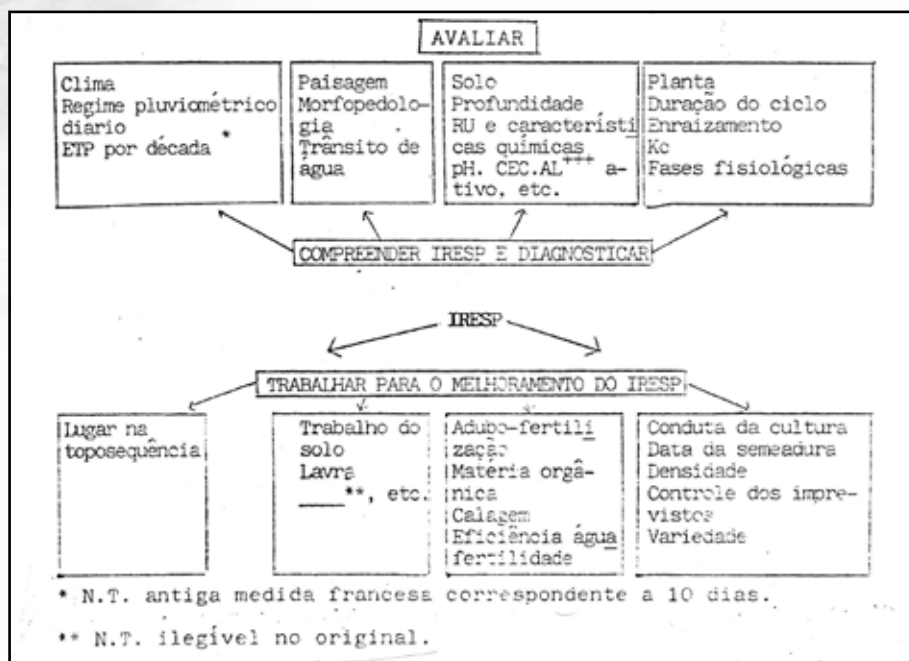 AVALIAR
Clima
Regime pluviométrico
diario
ETP por década *
Paisagem
Morfopedolo-
gia
Trânsito de
água
Solo
Profundidade
RU e característi
cas químicas
pH. CEC.AL+++ a-
tivo, etc.
Planta
Duração do ciclo
Enraizamento
Kc
Fases fisiológicas
COMPREENDER IRESP E DIAGNOSTICAR
IRESP
TRABALHAR PARA O MELHORAMENTO DO IRESP
Lugar na
toposequência
Trabalho do
solo
Lavra
____**, etc.
Adubo-fertili
zação
Matéria orgâ-
nica
Calagem
Eficiência água
fertilidade
Conduta da cultura
Data da semeadura
Densidade
Controle dos impre-
vistos
Variedade
* N.T. antiga medida francesa correspondente a 10 dias.
** N.T. ilegível no original.